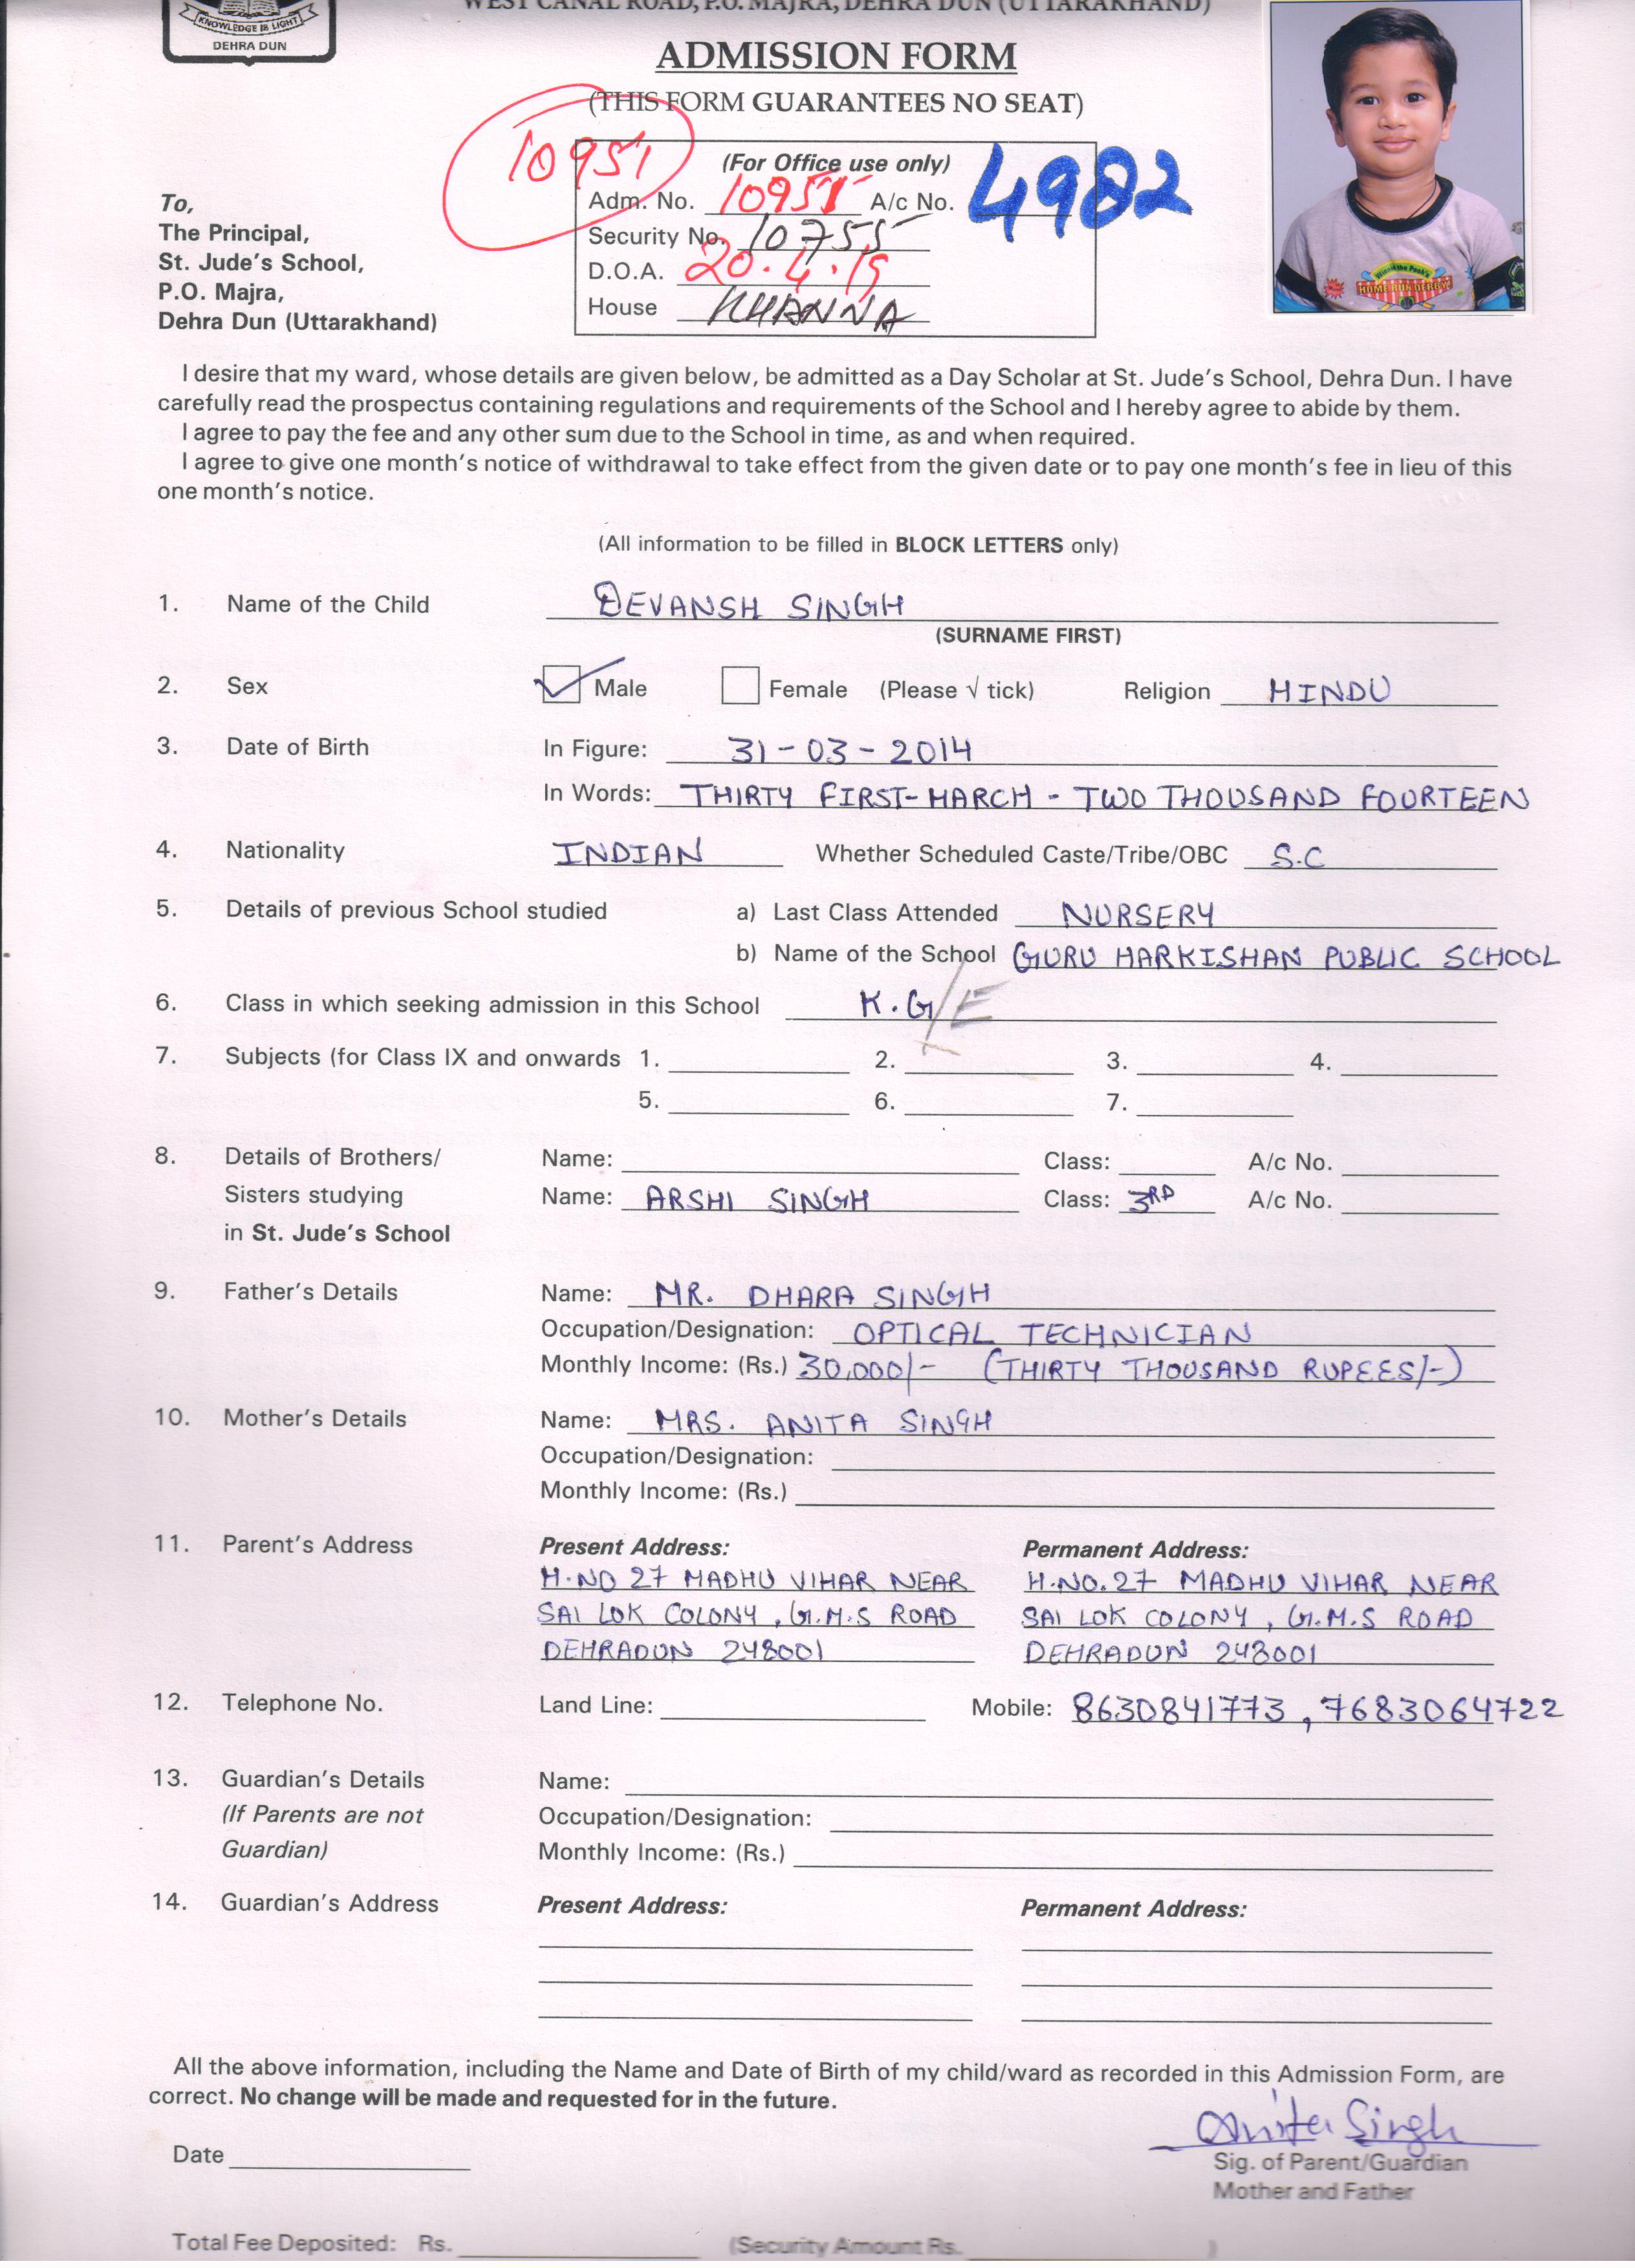 WEST CANAL ROAD, P.O. MAJRA, DEHRA DUN (UTTARAKHAND)
KNOWLEDGE IS LIGHT
DEHRA DUN
ADMISSION FORM
(THIS FORM GUARANTEES NO SEAT)
10951
(For Office use only)
Adm. No. 10951 A/c No. 4982
Security No. 10755
D.O.A. 20.4.19
House KHANNA
To,
The Principal,
St. Jude's School,
P.O. Majra,
Dehra Dun (Uttarakhand)
I desire that my ward, whose details are given below, be admitted as a Day Scholar at St. Jude's School, Dehra Dun. I have
carefully read the prospectus containing regulations and requirements of the School and I hereby agree to abide by them.
I agree to pay the fee and any other sum due to the School in time, as and when required.
I agree to give one month's notice of withdrawal to take effect from the given date or to pay one month's fee in lieu of this
one month's notice.
(All information to be filled in BLOCK LETTERS only)
1. Name of the Child DEVANSH SINGH
(SURNAME FIRST)
2. Sex Male Female (Please √ tick) Religion HINDU
3. Date of Birth In Figure: 31-03-2014
In Words: THIRTY FIRST-MARCH - TWO THOUSAND FOURTEEN
4. Nationality INDIAN Whether Scheduled Caste/Tribe/OBC S.C
5. Details of previous School studied a) Last Class Attended NURSERY
b) Name of the School GURU HARKISHAN PUBLIC SCHOOL
6. Class in which seeking admission in this School K.G/E
7. Subjects (for Class IX and onwards 1. 2. 3. 4.
5. 6. 7.
8. Details of Brothers/ Name: Class: A/c No.
Sisters studying Name: ARSHI SINGH Class: 3RD A/c No.
in St. Jude's School
9. Father's Details Name: MR. DHARA SINGH
Occupation/Designation: OPTICAL TECHNICIAN
Monthly Income: (Rs.) 30,000/- (THIRTY THOUSAND RUPEES/-)
10. Mother's Details Name: MRS. ANITA SINGH
Occupation/Designation:
Monthly Income: (Rs.)
11. Parent's Address Present Address: Permanent Address:
H.NO 27 MADHU VIHAR NEAR H.NO.27 MADHU VIHAR NEAR
SAI LOK COLONY, G.M.S ROAD SAI LOK COLONY, G.M.S ROAD
DEHRADUN 248001 DEHRADUN 248001
12. Telephone No. Land Line: Mobile: 8630841773, 7683064722
13. Guardian's Details Name:
(If Parents are not Occupation/Designation:
Guardian) Monthly Income: (Rs.)
14. Guardian's Address Present Address: Permanent Address:
All the above information, including the Name and Date of Birth of my child/ward as recorded in this Admission Form, are
correct. No change will be made and requested for in the future.
Anita Singh
Date Sig. of Parent/Guardian
Mother and Father
Total Fee Deposited: Rs. (Security Amount Rs. )